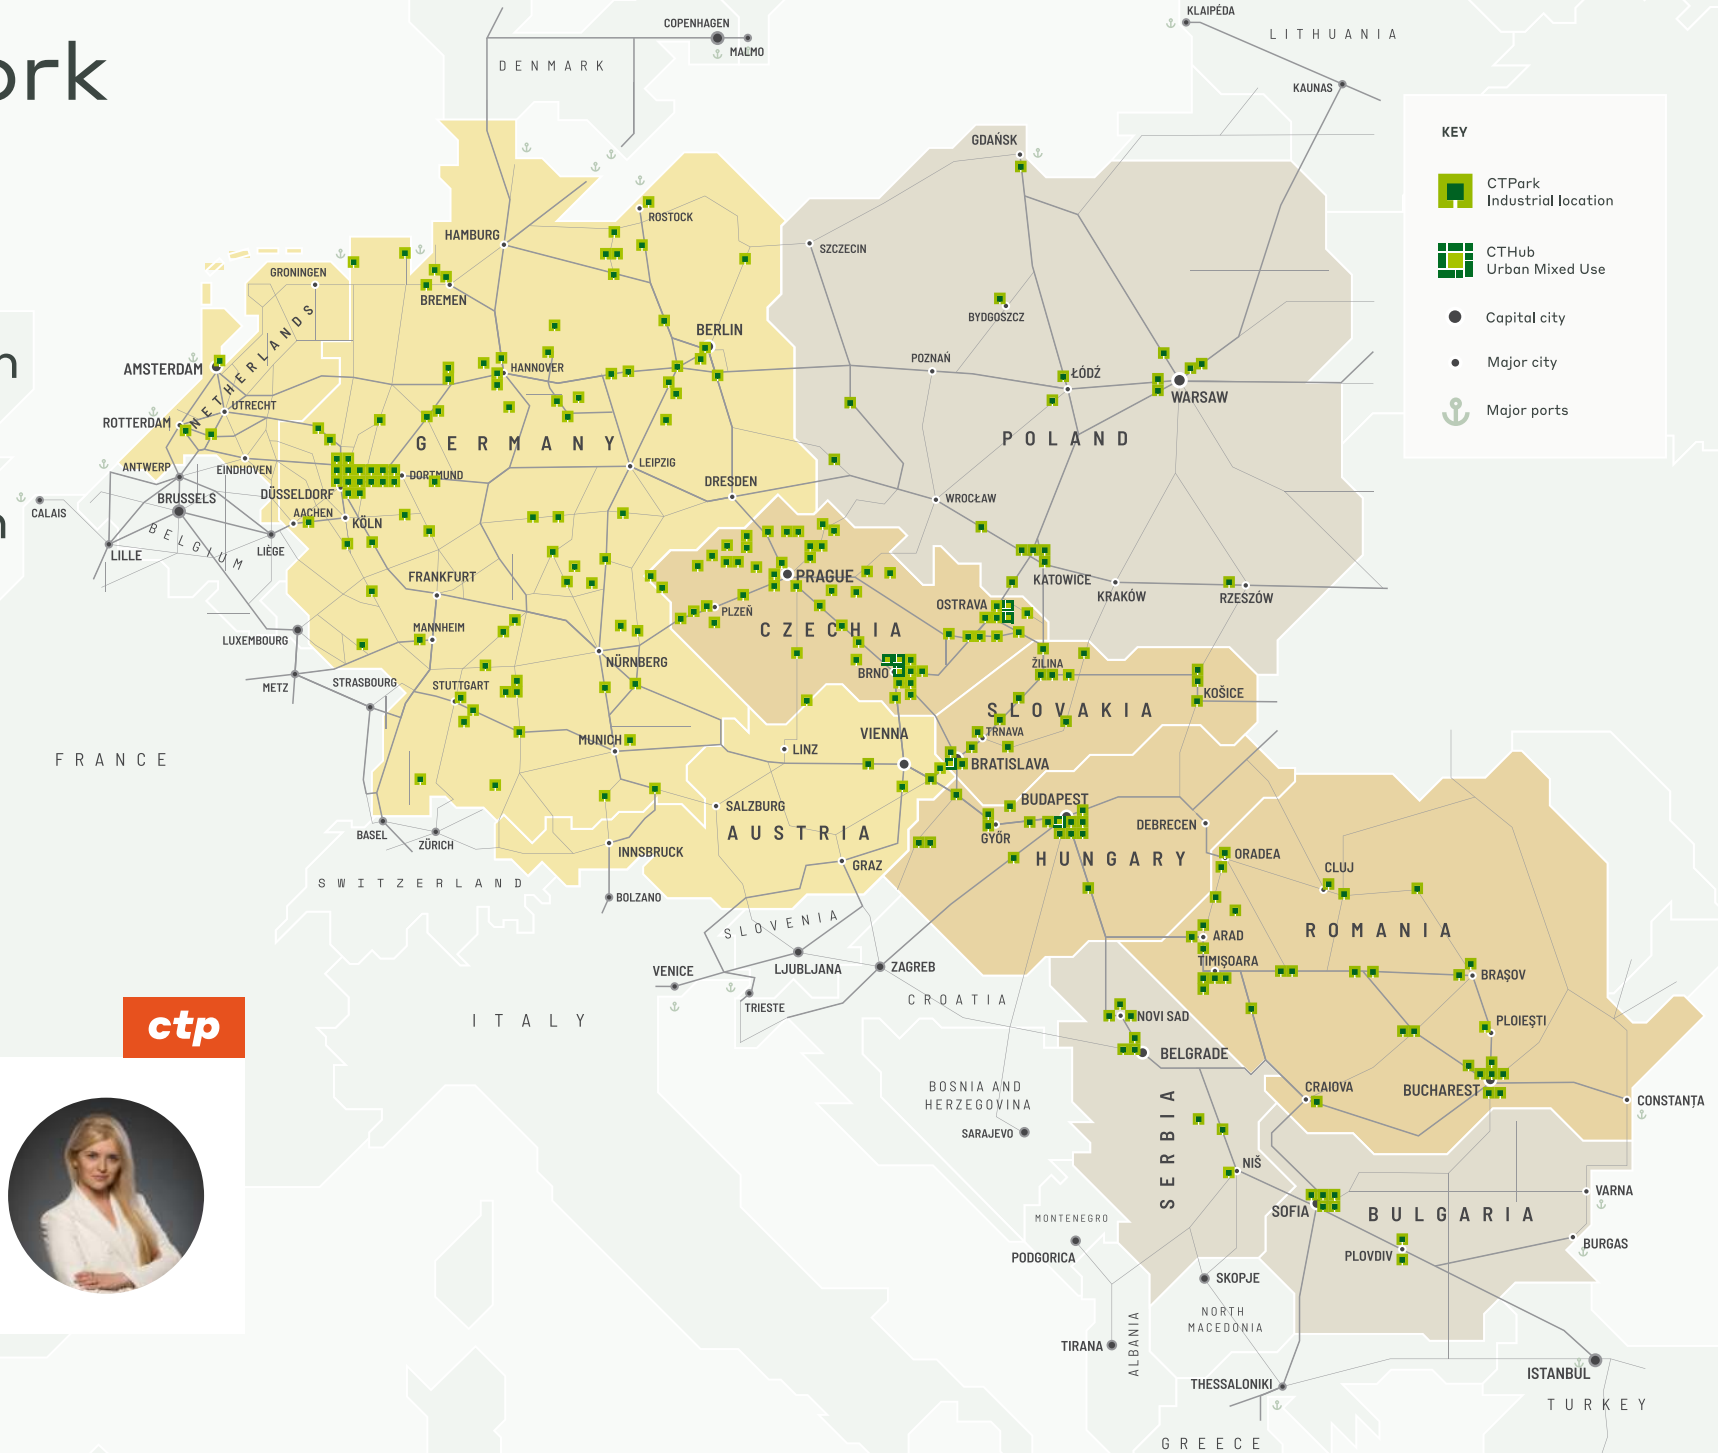 ork
n
n
ctp
KEY
CTPark
Industrial location
CTHub
Urban Mixed Use
Capital city
Major city
Major ports
COPENHAGEN
MALMO
DENMARK
KLAIPÉDA
LITHUANIA
KAUNAS
GDAŃSK
ROSTOCK
HAMBURG
SZCZECIN
GRONINGEN
BREMEN
BYDGOSZCZ
BERLIN
NETHERLANDS
AMSTERDAM
HANNOVER
POZNAŃ
ŁÓDŹ
WARSAW
UTRECHT
ROTTERDAM
GERMANY
POLAND
ANTWERP
EINDHOVEN
DORTMUND
LEIPZIG
DRESDEN
DÜSSELDORF
BRUSSELS
WROCŁAW
CALAIS
AACHEN
KÖLN
BELGIUM
LILLE
LIÈGE
FRANKFURT
PRAGUE
KATOWICE
KRAKÓW
RZESZÓW
OSTRAVA
PLZEŇ
MANNHEIM
CZECHIA
LUXEMBOURG
NÜRNBERG
ŽILINA
BRNO
METZ
STRASBOURG
STUTTGART
KOŠICE
SLOVAKIA
MUNICH
VIENNA
TRNAVA
LINZ
FRANCE
BRATISLAVA
SALZBURG
BUDAPEST
DEBRECEN
BASEL
ZÜRICH
AUSTRIA
GYÖR
INNSBRUCK
HUNGARY
ORADEA
GRAZ
CLUJ
SWITZERLAND
BOLZANO
SLOVENIA
ROMANIA
ARAD
TIMIȘOARA
VENICE
LJUBLJANA
ZAGREB
BRAȘOV
TRIESTE
CROATIA
NOVI SAD
ITALY
PLOIEȘTI
BELGRADE
BOSNIA AND
HERZEGOVINA
CRAIOVA
BUCHAREST
CONSTANȚA
SARAJEVO
SERBIA
NIŠ
VARNA
SOFIA
BULGARIA
MONTENEGRO
PODGORICA
PLOVDIV
BURGAS
SKOPJE
NORTH
MACEDONIA
TIRANA
ALBANIA
ISTANBUL
THESSALONIKI
TURKEY
GREECE